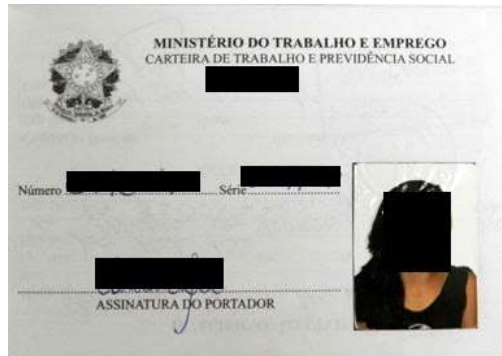 MINISTÉRIO DO TRABALHO E EMPREGO
CARTEIRA DE TRABALHO E PREVIDÊNCIA SOCIAL
Número Série
ASSINATURA DO PORTADOR